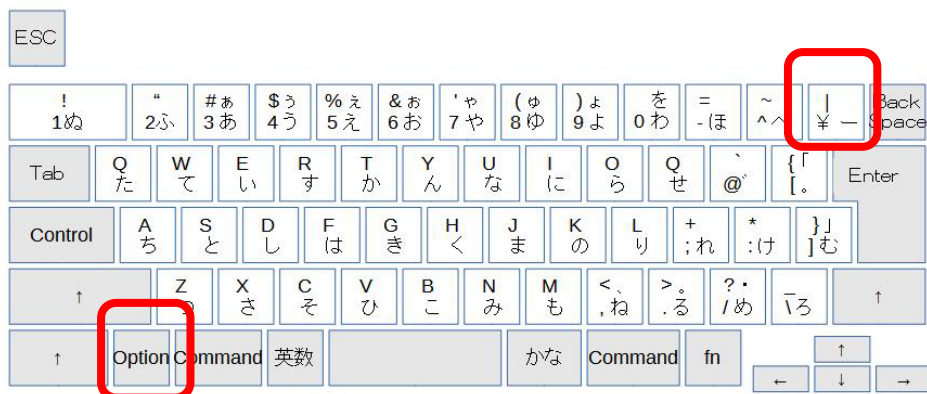 ESC
! “ #ぁ $ぅ %ぇ &ぉ 'ゃ (ゅ )ょ を = ~ | Back
1ぬ 2ふ 3あ 4う 5え 6お 7や 8ゆ 9よ 0わ -ほ ^へ ¥ー Space
Tab Q W E R T Y U I O Q ` {「 Enter
た て い す か ん な に ら せ @゛ [。
Control A S D F G H J K L + * }」
ち と し は き く ま の り ;れ :け ]む
↑ Z X C V B N M <、 >。 ?・ _ ↑
さ そ ひ こ み も ,ね .る /め \ろ
↑ Option Command 英数 かな Command fn ↑
← ↓ →